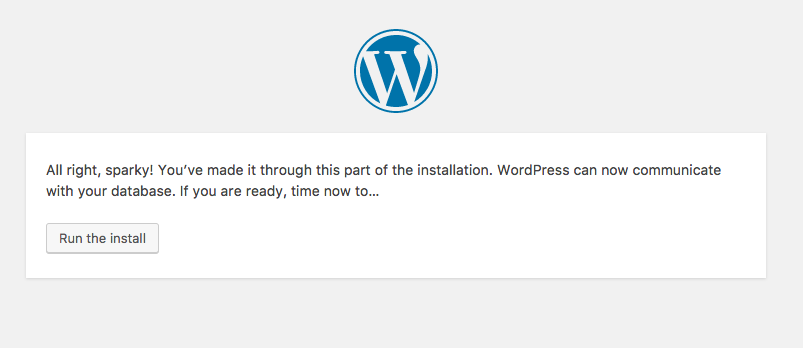 All right, sparky! You’ve made it through this part of the installation. WordPress can now communicate
with your database. If you are ready, time now to…
Run the install